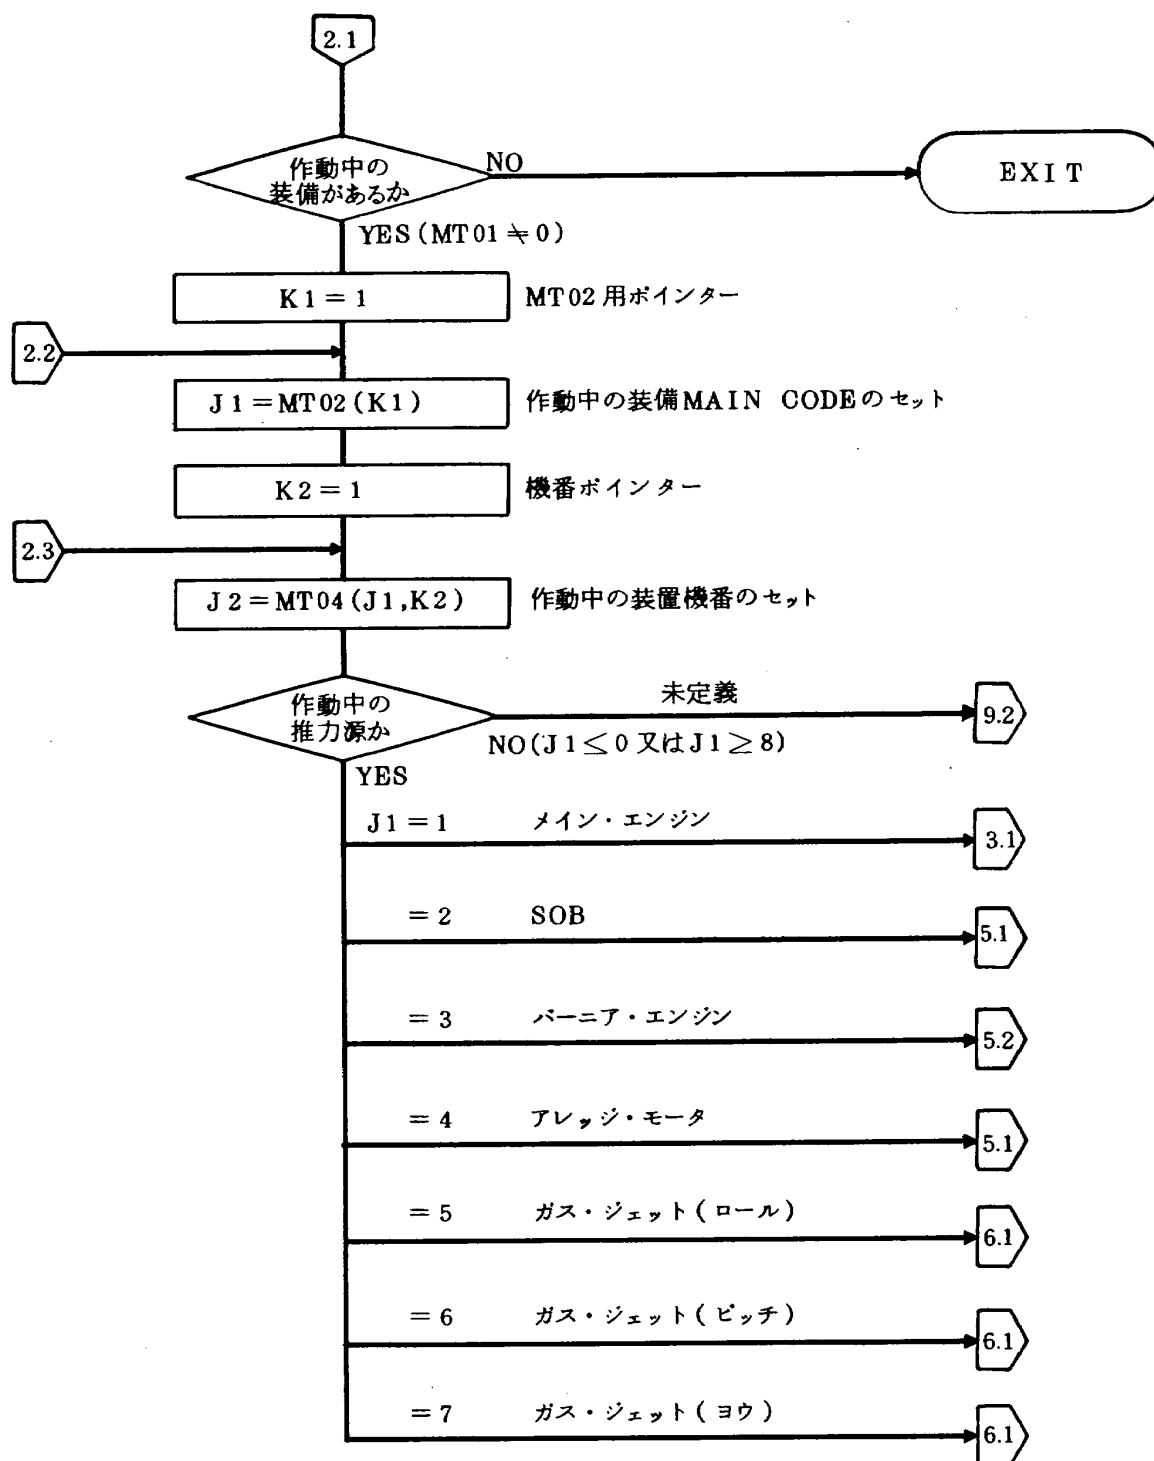 2.1
作動中の
装備があるか
NO
EXIT
YES(MT01≠0)
K1=1
MT02用ポインター
2.2
J1=MT02(K1)
作動中の装備MAIN CODEのセット
K2=1
機番ポインター
2.3
J2=MT04(J1,K2)
作動中の装置機番のセット
作動中の
推力源か
未定義
9.2
NO(J1≦0又はJ1≧8)
YES
J1=1 メイン・エンジン
3.1
=2 SOB
5.1
=3 バーニア・エンジン
5.2
=4 アレッジ・モータ
5.1
=5 ガス・ジェット(ロール)
6.1
=6 ガス・ジェット(ピッチ)
6.1
=7 ガス・ジェット(ヨウ)
6.1